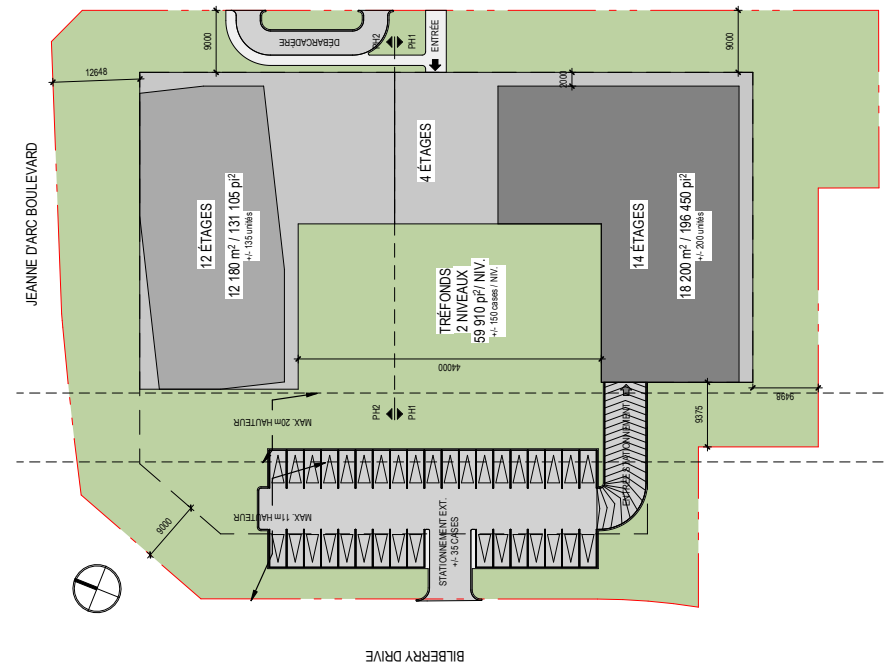 9000
DÉBARCADÈRE
PH2
PH1
ENTRÉE
9000
12648
2000
JEANNE D'ARC BOULEVARD
4 ÉTAGES
12 ÉTAGES
12 180 m² / 131 105 pi²
+/- 135 unités
14 ÉTAGES
18 200 m² / 196 450 pi²
+/- 200 unités
TRÉFONDS
2 NIVEAUX
59 910 pi²/ NIV.
+/- 150 cases / NIV.
44000
MAX. 20m HAUTEUR
PH2
PH1
9375
9498
ENTRÉE STATIONNEMENT
MAX. 11m HAUTEUR
9000
STATIONNEMENT EXT.
+/- 35 CASES
BILBERRY DRIVE